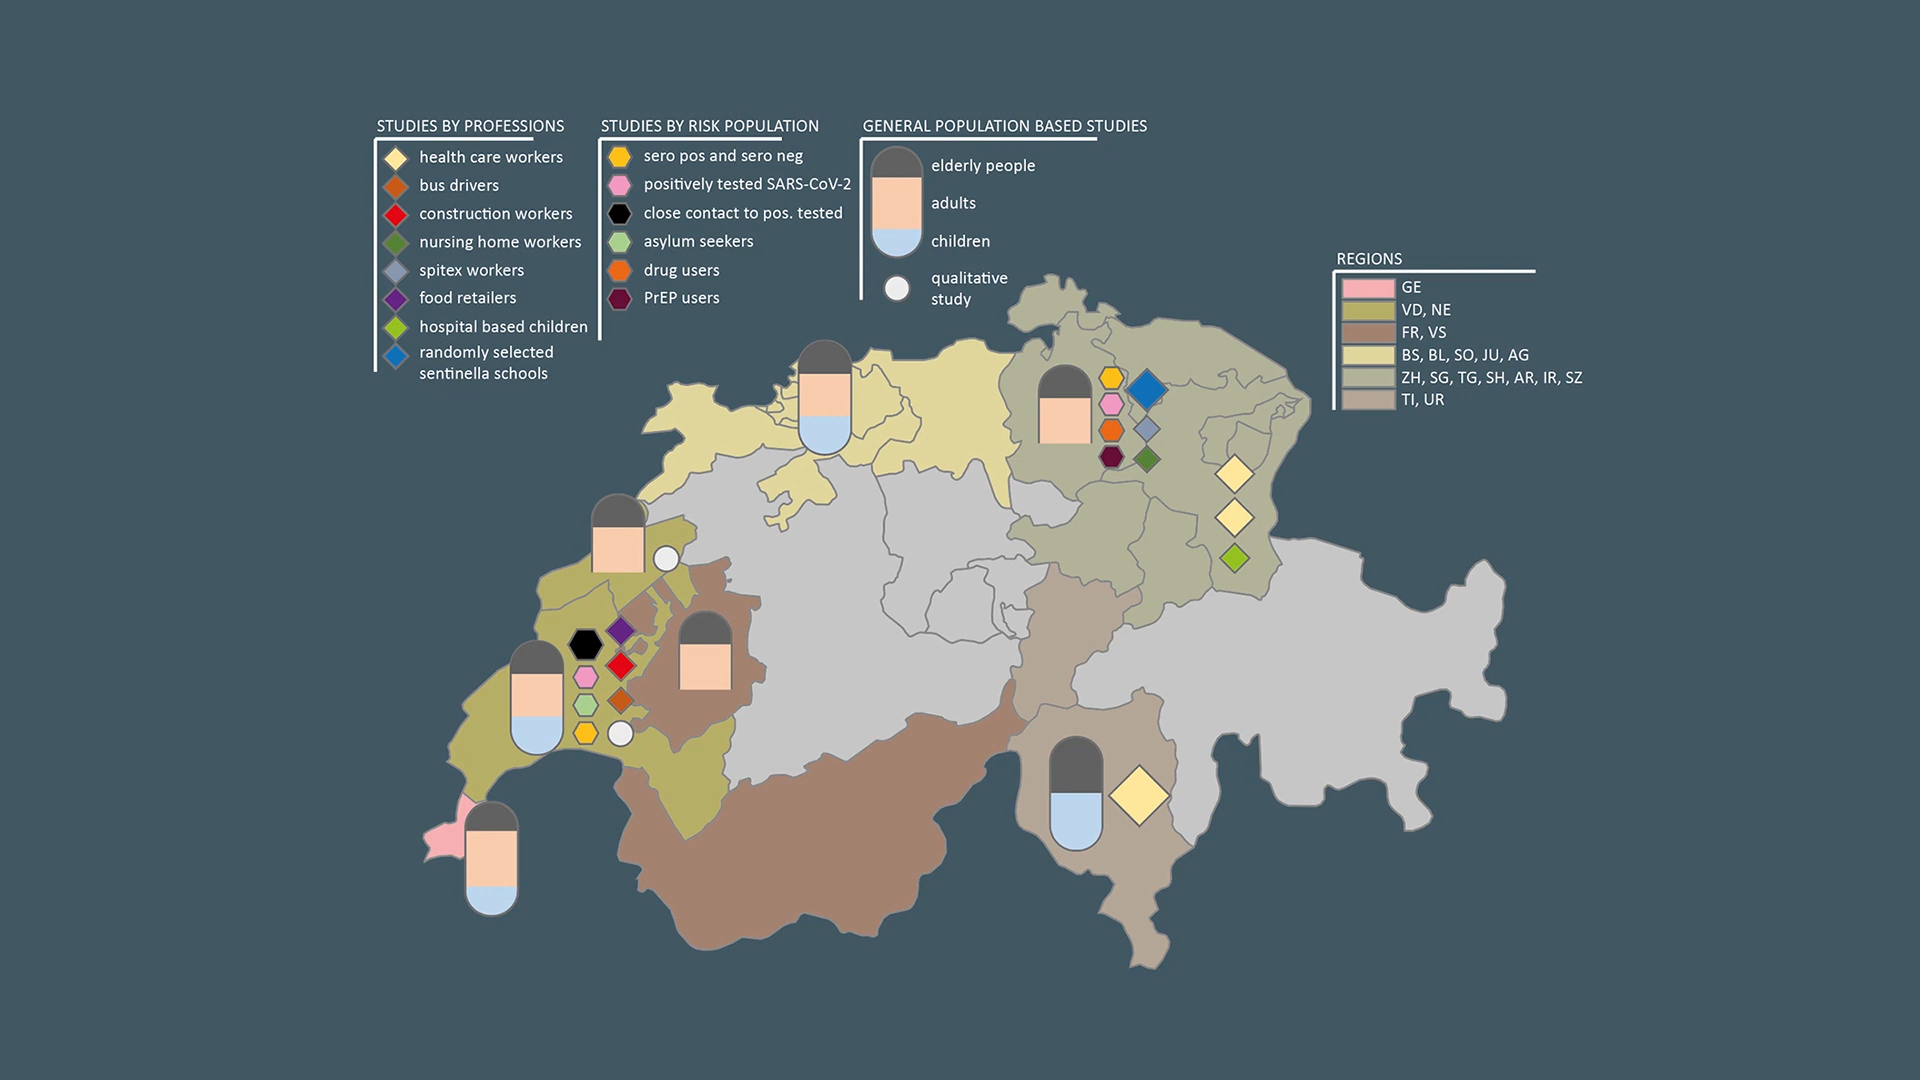 STUDIES BY PROFESSIONS
health care workers
bus drivers
construction workers
nursing home workers
spitex workers
food retailers
hospital based children
randomly selected
sentinella schools
STUDIES BY RISK POPULATION
sero pos and sero neg
positively tested SARS-CoV-2
close contact to pos. tested
asylum seekers
drug users
PrEP users
GENERAL POPULATION BASED STUDIES
elderly people
adults
children
qualitative
study
REGIONS
GE
VD, NE
FR, VS
BS, BL, SO, JU, AG
ZH, SG, TG, SH, AR, IR, SZ
TI, UR